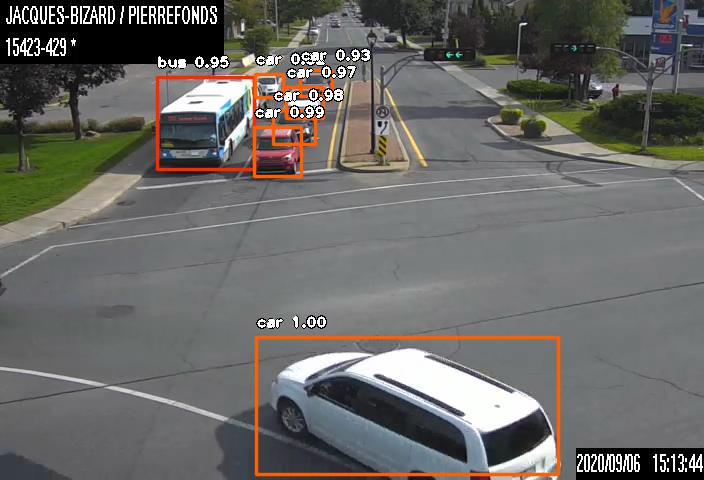 JACQUES-BIZARD / PIERREFONDS
15423-429 *
bus 0.95
car 0.93
car 0.97
car 0.98
car 0.99
car 1.00
2020/09/06 15:13:44